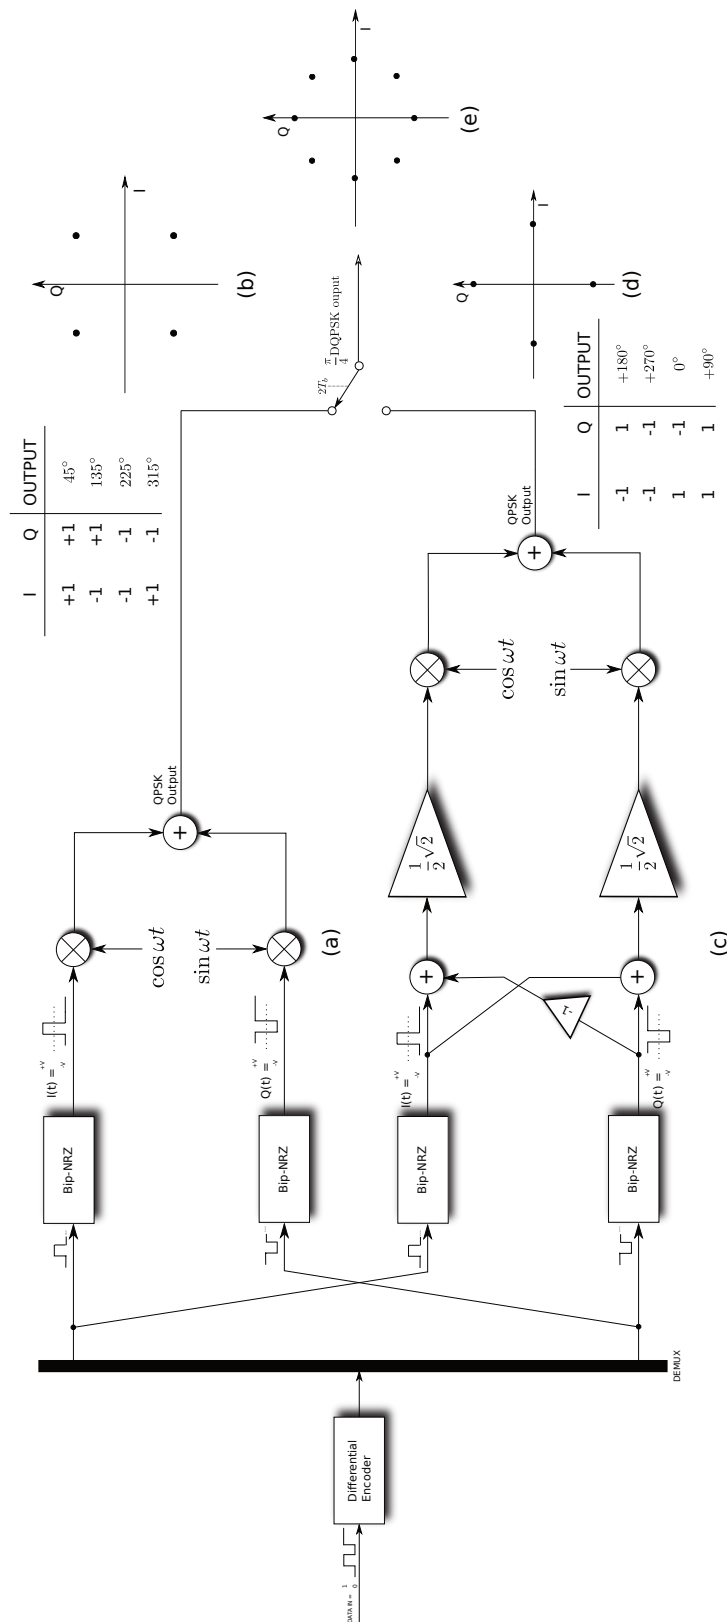 DATA IN = 1 0
Differential
Encoder
DEMUX
Bip-NRZ
I(t) = +V -V
cos ωt
Bip-NRZ
Q(t) = +V -V
sin ωt
+
QPSK
Output
(a)
I Q OUTPUT
+1 +1 45°
-1 +1 135°
-1 -1 225°
+1 -1 315°
Q
I
(b)
Bip-NRZ
I(t) = +V -V
+
-1
Bip-NRZ
Q(t) = +V -V
+
1/2 √2
1/2 √2
cos ωt
sin ωt
+
QPSK
Output
(c)
I Q OUTPUT
-1 1 +180°
-1 -1 +270°
1 -1 0°
1 1 +90°
Q
I
(d)
2T_b
π/4 DQPSK ouput
Q
I
(e)